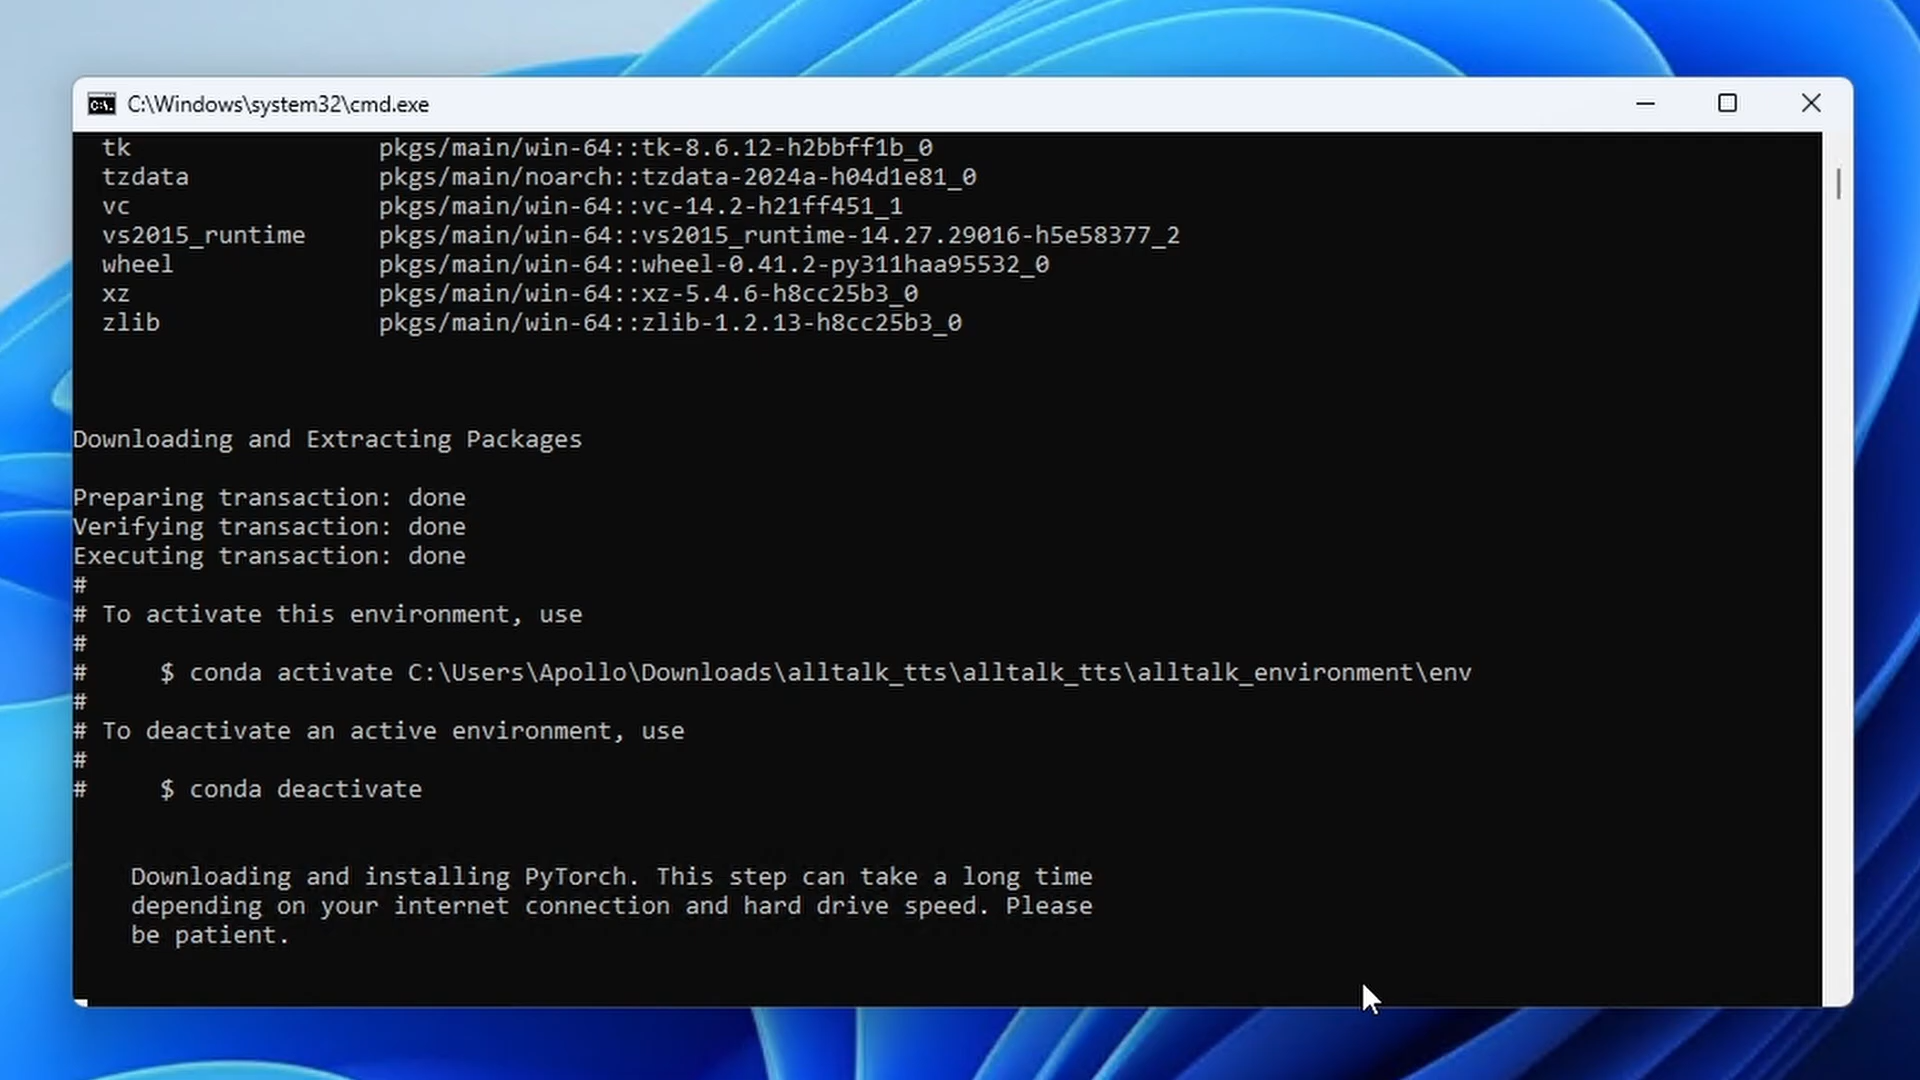 C:\Windows\system32\cmd.exe
tk pkgs/main/win-64::tk-8.6.12-h2bbff1b_0
tzdata pkgs/main/noarch::tzdata-2024a-h04d1e81_0
vc pkgs/main/win-64::vc-14.2-h21ff451_1
vs2015_runtime pkgs/main/win-64::vs2015_runtime-14.27.29016-h5e58377_2
wheel pkgs/main/win-64::wheel-0.41.2-py311haa95532_0
xz pkgs/main/win-64::xz-5.4.6-h8cc25b3_0
zlib pkgs/main/win-64::zlib-1.2.13-h8cc25b3_0
Downloading and Extracting Packages
Preparing transaction: done
Verifying transaction: done
Executing transaction: done
#
# To activate this environment, use
#
# $ conda activate C:\Users\Apollo\Downloads\alltalk_tts\alltalk_tts\alltalk_environment\env
#
# To deactivate an active environment, use
#
# $ conda deactivate
Downloading and installing PyTorch. This step can take a long time
depending on your internet connection and hard drive speed. Please
be patient.